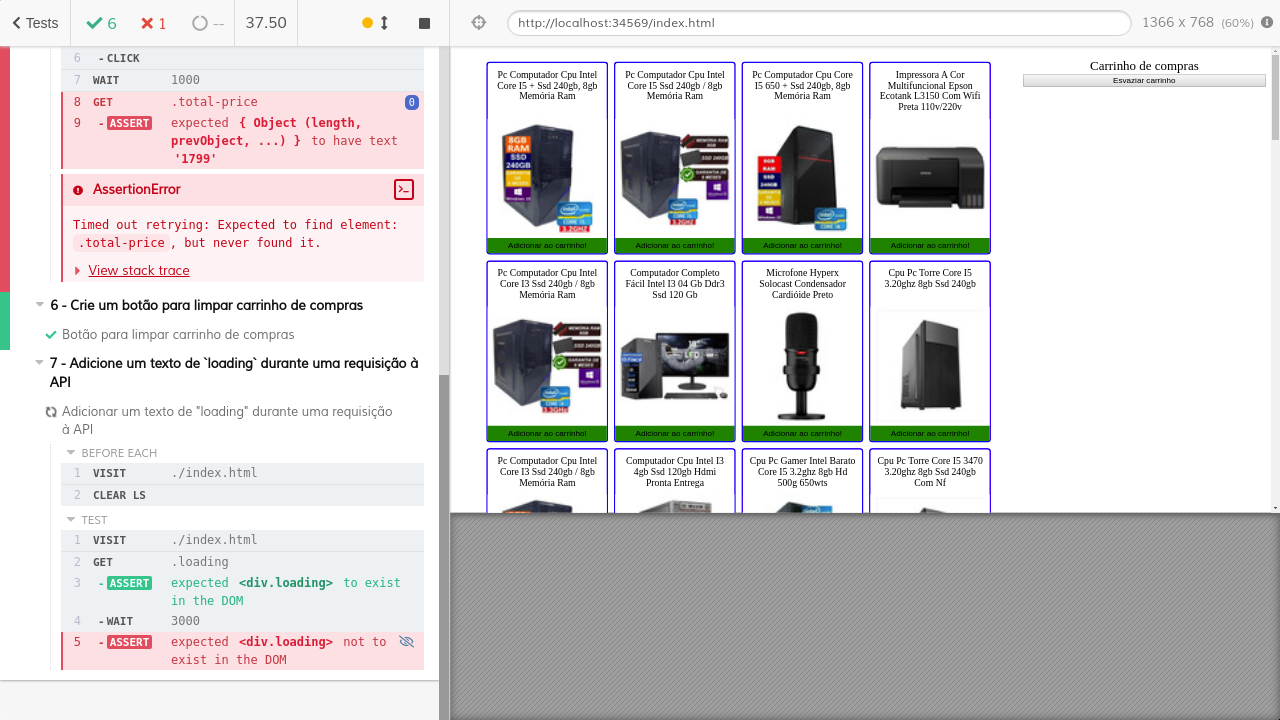 Tests
6
1
--
37.50
6 - CLICK
7 WAIT 1000
8 GET .total-price 0
9 - ASSERT expected { Object (length,
prevObject, ...) } to have text
'1799'
AssertionError
Timed out retrying: Expected to find element:
.total-price, but never found it.
View stack trace
6 - Crie um botão para limpar carrinho de compras
Botão para limpar carrinho de compras
7 - Adicione um texto de `loading` durante uma requisição à
API
Adicionar um texto de "loading" durante uma requisição
à API
BEFORE EACH
1 VISIT ./index.html
2 CLEAR LS
TEST
1 VISIT ./index.html
2 GET .loading
3 - ASSERT expected <div.loading> to exist
in the DOM
4 - WAIT 3000
5 - ASSERT expected <div.loading> not to
exist in the DOM
http://localhost:34569/index.html
1366 x 768 (60%)
Pc Computador Cpu Intel
Core I5 + Ssd 240gb, 8gb
Memória Ram
8GB
RAM
SSD
240GB
Adicionar ao carrinho!
Pc Computador Cpu Intel
Core I5 Ssd 240gb / 8gb
Memória Ram
Adicionar ao carrinho!
Pc Computador Cpu Core
I5 650 + Ssd 240gb, 8gb
Memória Ram
Adicionar ao carrinho!
Impressora A Cor
Multifuncional Epson
Ecotank L3150 Com Wifi
Preta 110v/220v
Adicionar ao carrinho!
Pc Computador Cpu Intel
Core I3 Ssd 240gb / 8gb
Memória Ram
Adicionar ao carrinho!
Computador Completo
Fácil Intel I3 04 Gb Ddr3
Ssd 120 Gb
Adicionar ao carrinho!
Microfone Hyperx
Solocast Condensador
Cardióide Preto
Adicionar ao carrinho!
Cpu Pc Torre Core I5
3.20ghz 8gb Ssd 240gb
Adicionar ao carrinho!
Pc Computador Cpu Intel
Core I3 Ssd 240gb / 8gb
Memória Ram
Computador Cpu Intel I3
4gb Ssd 120gb Hdmi
Pronta Entrega
Cpu Pc Gamer Intel Barato
Core I5 3.2ghz 8gb Hd
500g 650wts
Cpu Pc Torre Core I5 3470
3.20ghz 8gb Ssd 240gb
Com Nf
Carrinho de compras
Esvaziar carrinho